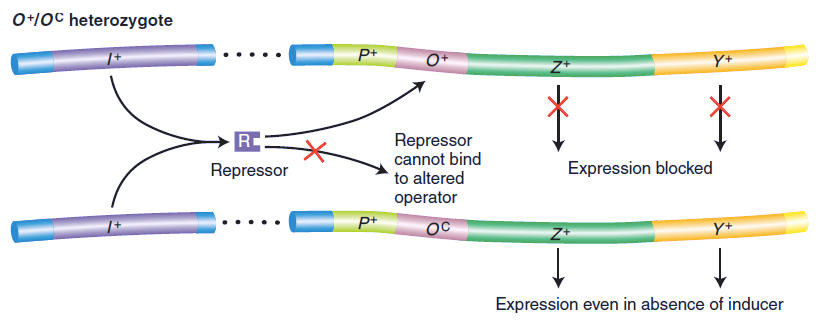 O+/OC heterozygote
I+
P+
O+
Z+
Y+
R
Repressor
Repressor
cannot bind
to altered
operator
Expression blocked
I+
P+
OC
Z+
Y+
Expression even in absence of inducer